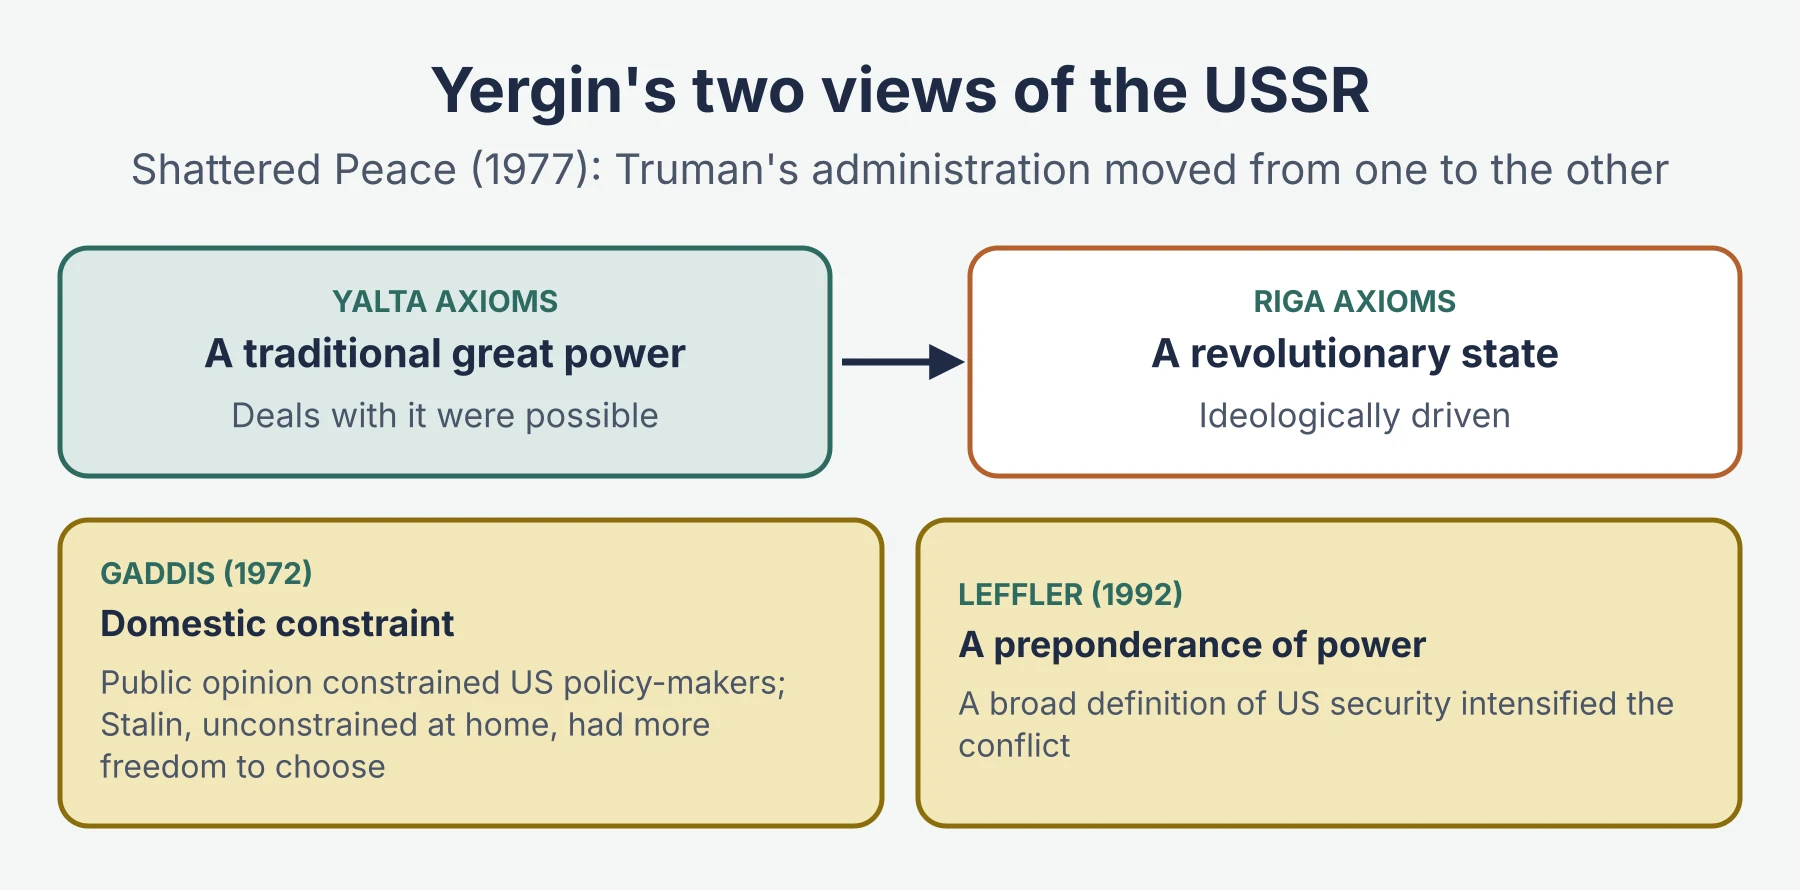 Yergin's two views of the USSR
Shattered Peace (1977): Truman's administration moved from one to the other
YALTA AXIOMS
A traditional great power
Deals with it were possible
RIGA AXIOMS
A revolutionary state
Ideologically driven
GADDIS (1972)
Domestic constraint
Public opinion constrained US policy-makers;
Stalin, unconstrained at home, had more
freedom to choose
LEFFLER (1992)
A preponderance of power
A broad definition of US security intensified the
conflict